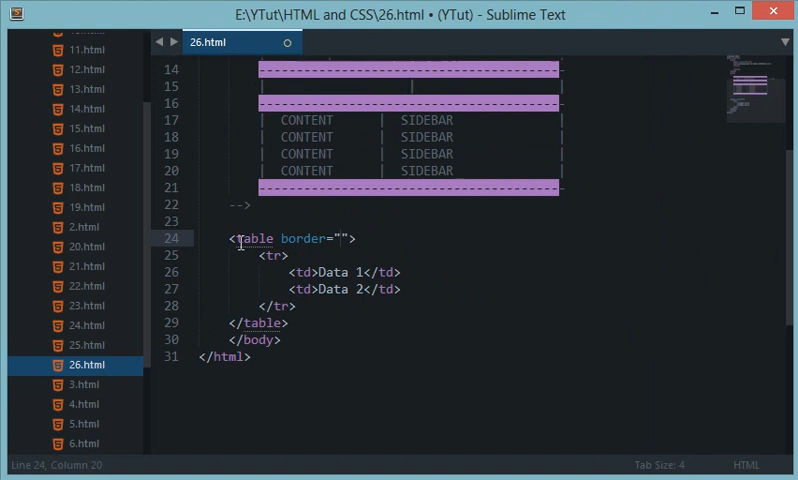 E:\YTut\HTML and CSS\26.html • (YTut) - Sublime Text
11.html
12.html
13.html
14.html
15.html
16.html
17.html
18.html
19.html
2.html
20.html
21.html
22.html
23.html
24.html
25.html
26.html
3.html
4.html
5.html
6.html
26.html
14 -----------------------------------------
15 | | |
16 -----------------------------------------
17 | CONTENT | SIDEBAR |
18 | CONTENT | SIDEBAR |
19 | CONTENT | SIDEBAR |
20 | CONTENT | SIDEBAR |
21 -----------------------------------------
22 -->
23
24 <table border="">
25 <tr>
26 <td>Data 1</td>
27 <td>Data 2</td>
28 </tr>
29 </table>
30 </body>
31 </html>
Line 24, Column 20
Tab Size: 4
HTML